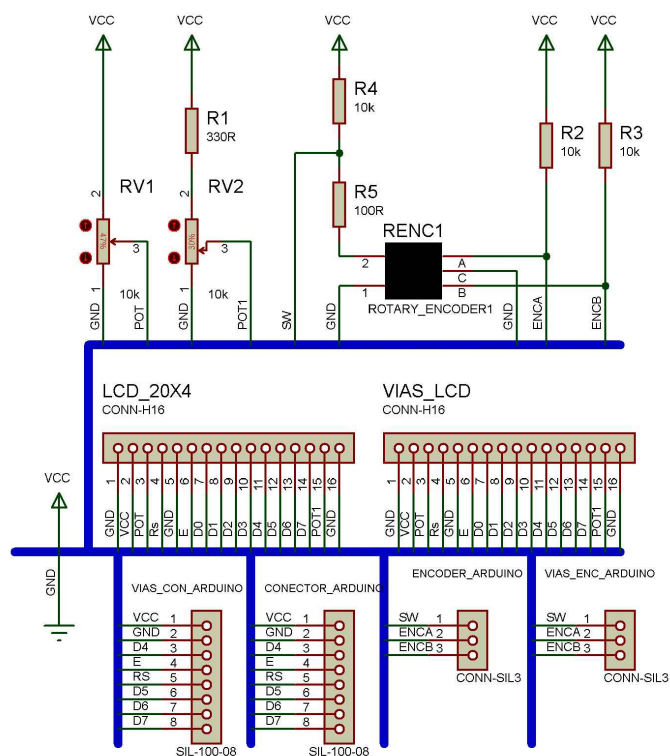 VCC VCC VCC VCC VCC
R4
10k
R1
330R
R2
10k
R3
10k
R5
100R
2 RV1
2 RV2
RENC1
47%
30%
3
3
2
1
A
C
B
1
10k
1
10k
ROTARY_ENCODER1
GND POT GND POT1 SW GND GND ENCA ENCB
LCD_20X4
CONN-H16
VIAS_LCD
CONN-H16
1 2 3 4 5 6 7 8 9 10 11 12 13 14 15 16
GND VCC POT Rs GND E D0 D1 D2 D3 D4 D5 D6 D7 POT1 GND
1 2 3 4 5 6 7 8 9 10 11 12 13 14 15 16
GND VCC POT Rs GND E D0 D1 D2 D3 D4 D5 D6 D7 POT1 GND
VCC
GND
VIAS_CON_ARDUINO
VCC 1
GND 2
D4 3
E 4
RS 5
D5 6
D6 7
D7 8
SIL-100-08
CONECTOR_ARDUINO
VCC 1
GND 2
D4 3
E 4
RS 5
D5 6
D6 7
D7 8
SIL-100-08
ENCODER_ARDUINO
SW 1
ENCA 2
ENCB 3
CONN-SIL3
VIAS_ENC_ARDUINO
SW 1
ENCA 2
ENCB 3
CONN-SIL3